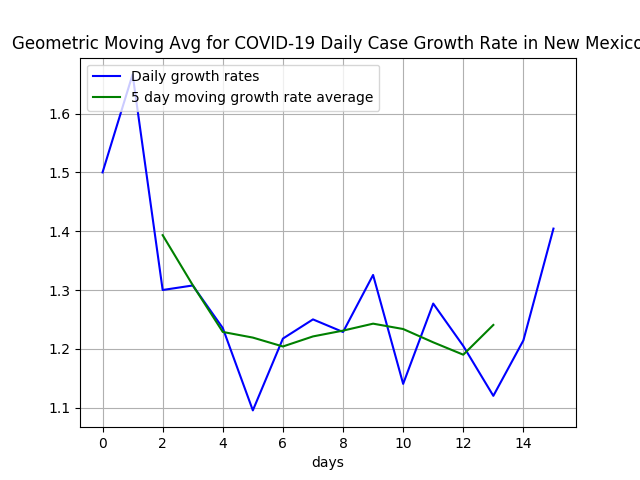 Geometric Moving Avg for COVID-19 Daily Case Growth Rate in New Mexico
Daily growth rates
5 day moving growth rate average
1.6
1.5
1.4
1.3
1.2
1.1
0 2 4 6 8 10 12 14
days